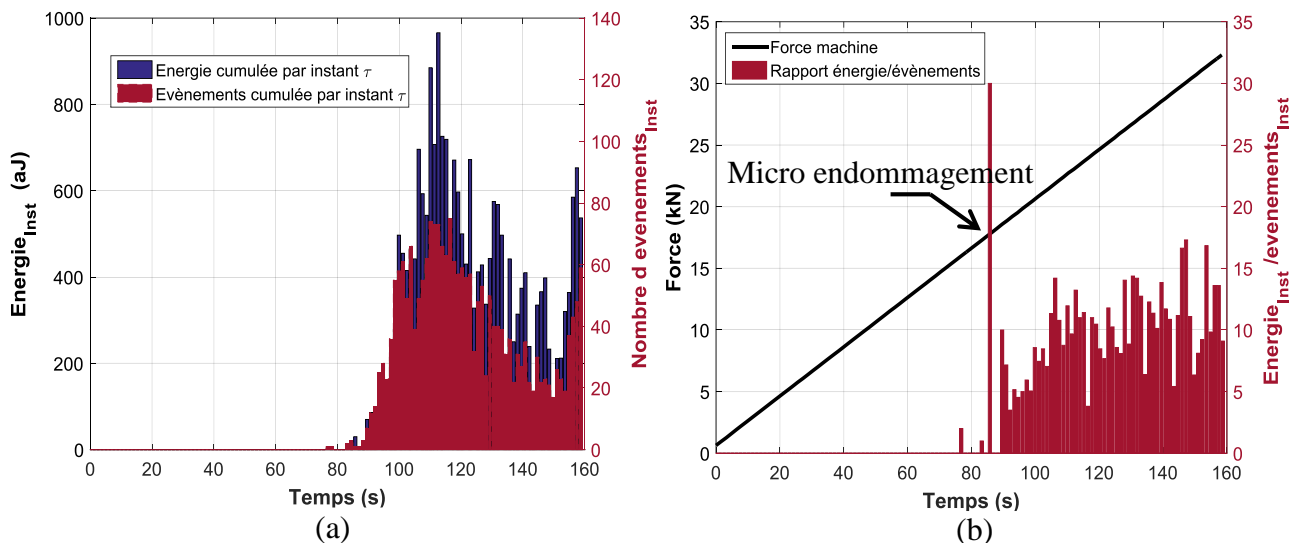 Energie cumulée par instant τ
Evènements cumulée par instant τ
Energie_Inst (aJ)
1000
800
600
400
200
0
140
120
100
80
60
40
20
0
Nombre d evenements_Inst
0 20 40 60 80 100 120 140 160
Temps (s)
(a)
Force machine
Rapport énergie/évènements
Micro endommagement
Force (kN)
35
30
25
20
15
10
5
0
35
30
25
20
15
10
5
0
Energie_Inst/evenements_Inst
0 20 40 60 80 100 120 140 160
Temps (s)
(b)